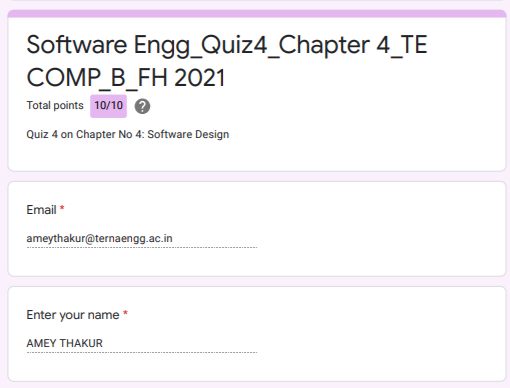 Software Engg_Quiz4_Chapter 4_TE
COMP_B_FH 2021
Total points 10/10 ?
Quiz 4 on Chapter No 4: Software Design
Email *
ameythakur@ternaengg.ac.in
Enter your name *
AMEY THAKUR